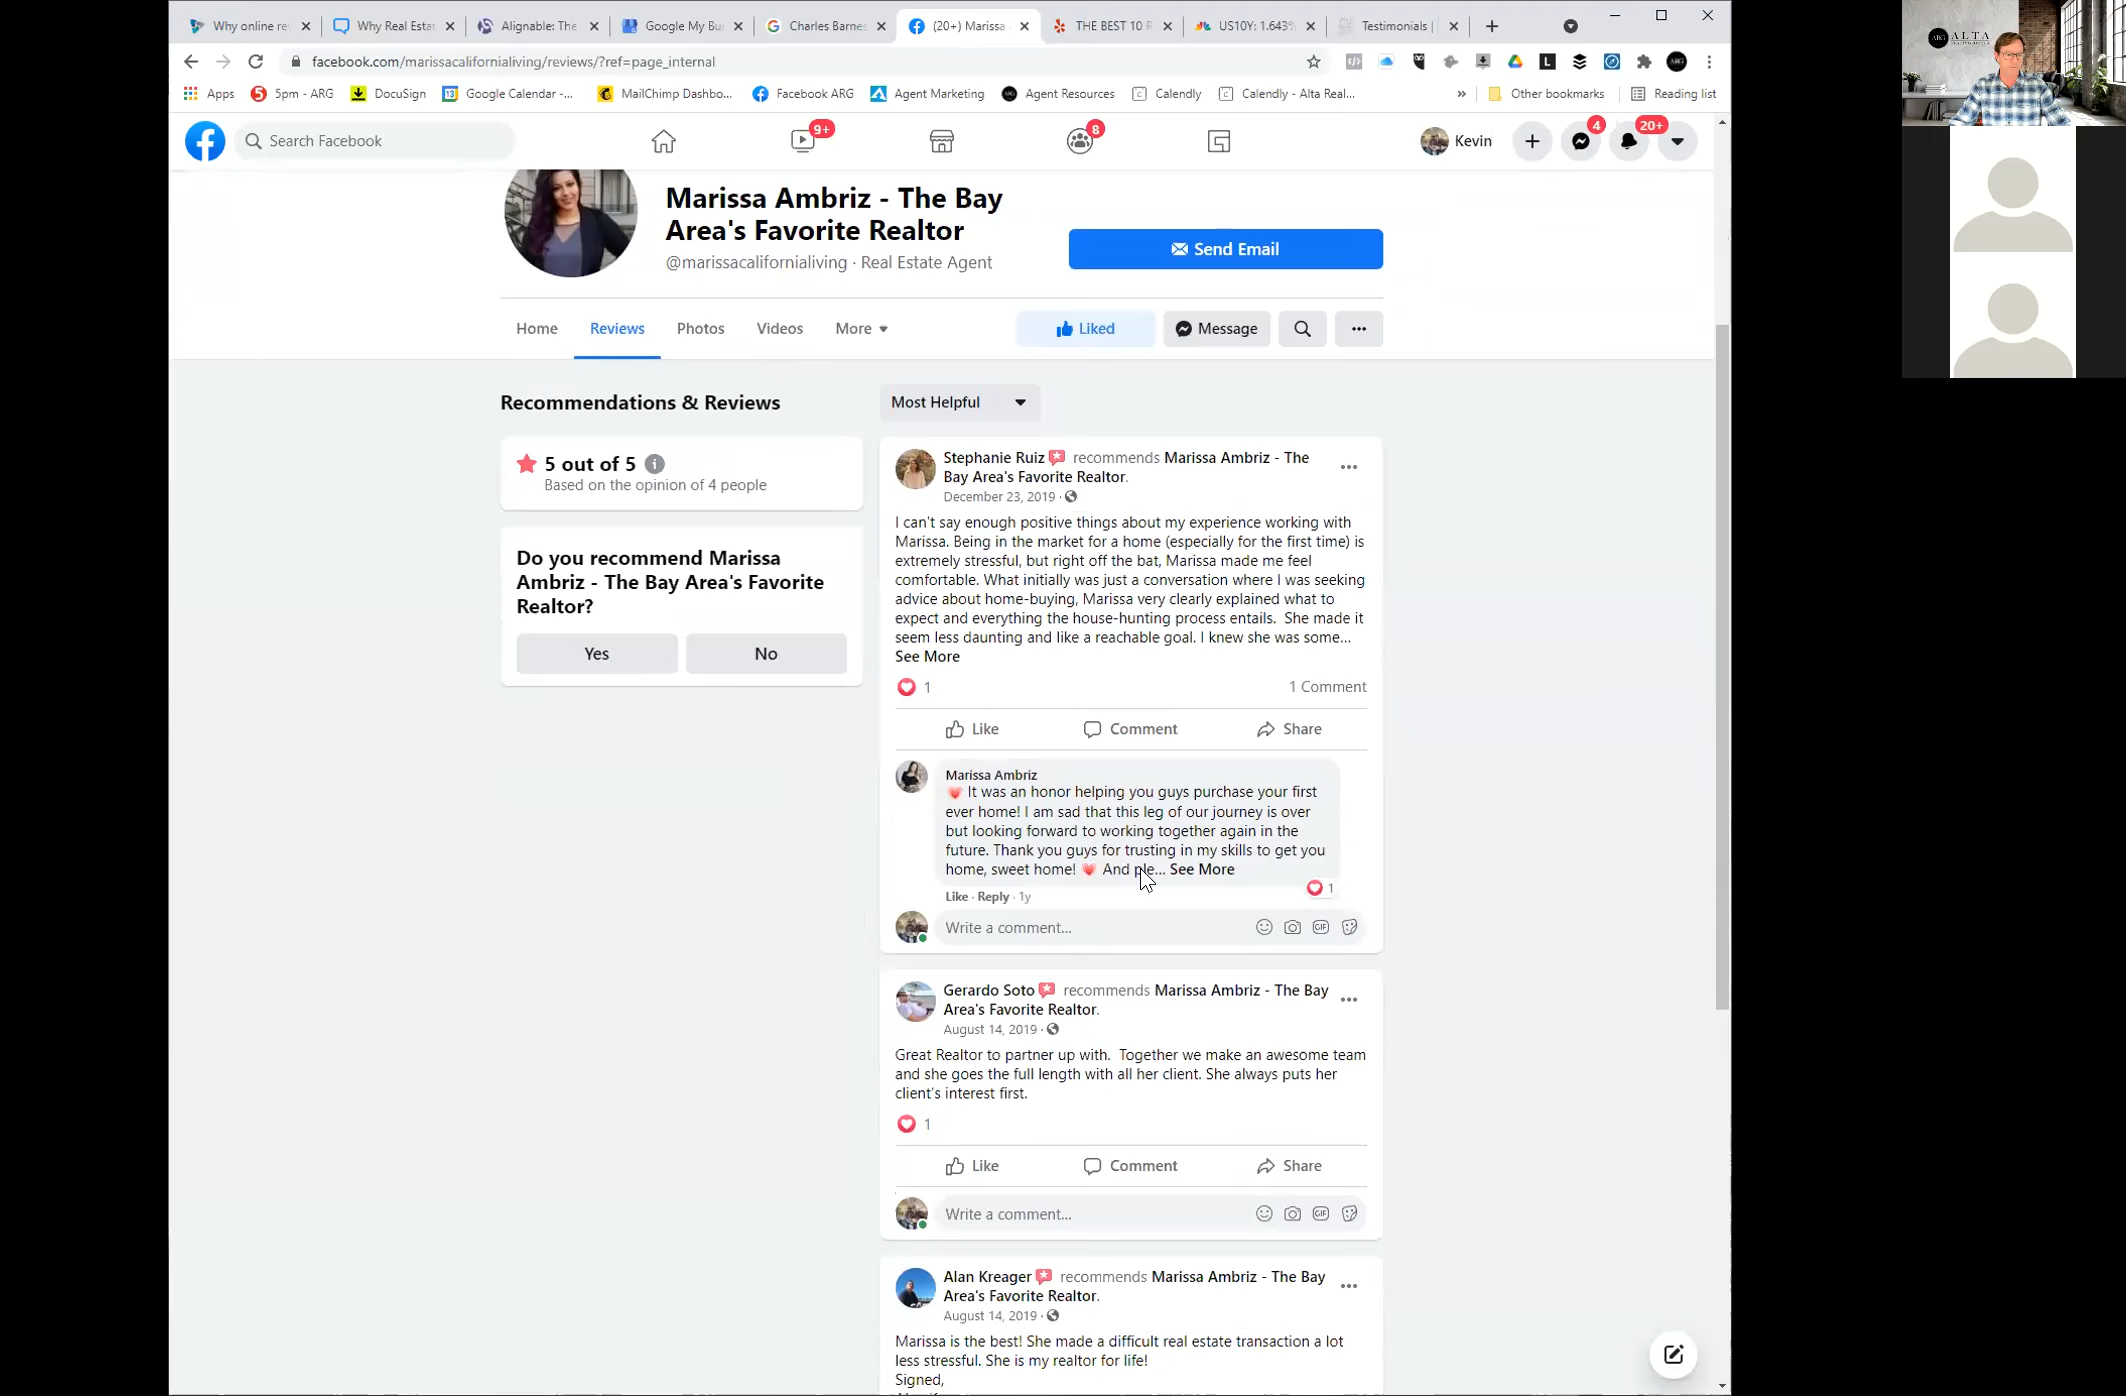 Why online re
Why Real Esta
Alignable: The
Google My Bu
Charles Barne
(20+) Marissa
THE BEST 10 R
US10Y: 1.643%
Testimonials |
facebook.com/marissacalifornialiving/reviews/?ref=page_internal
Apps
5pm - ARG
DocuSign
Google Calendar -...
MailChimp Dashbo...
Facebook ARG
Agent Marketing
Agent Resources
Calendly
Calendly - Alta Real...
Other bookmarks
Reading list
Search Facebook
9+
8
Kevin
4
20+
Marissa Ambriz - The Bay
Area's Favorite Realtor
@marissacalifornialiving · Real Estate Agent
Send Email
Home
Reviews
Photos
Videos
More
Liked
Message
Recommendations & Reviews
5 out of 5
Based on the opinion of 4 people
Do you recommend Marissa
Ambriz - The Bay Area's Favorite
Realtor?
Yes
No
Most Helpful
Stephanie Ruiz recommends Marissa Ambriz - The
Bay Area's Favorite Realtor.
December 23, 2019 ·
I can't say enough positive things about my experience working with
Marissa. Being in the market for a home (especially for the first time) is
extremely stressful, but right off the bat, Marissa made me feel
comfortable. What initially was just a conversation where I was seeking
advice about home-buying, Marissa very clearly explained what to
expect and everything the house-hunting process entails. She made it
seem less daunting and like a reachable goal. I knew she was some...
See More
1
1 Comment
Like
Comment
Share
Marissa Ambriz
It was an honor helping you guys purchase your first
ever home! I am sad that this leg of our journey is over
but looking forward to working together again in the
future. Thank you guys for trusting in my skills to get you
home, sweet home! And ple... See More
1
Like · Reply · 1y
Write a comment...
GIF
Gerardo Soto recommends Marissa Ambriz - The Bay
Area's Favorite Realtor.
August 14, 2019 ·
Great Realtor to partner up with. Together we make an awesome team
and she goes the full length with all her client. She always puts her
client's interest first.
1
Like
Comment
Share
Write a comment...
GIF
Alan Kreager recommends Marissa Ambriz - The Bay
Area's Favorite Realtor.
August 14, 2019 ·
Marissa is the best! She made a difficult real estate transaction a lot
less stressful. She is my realtor for life!
Signed,
ARG
ALTA